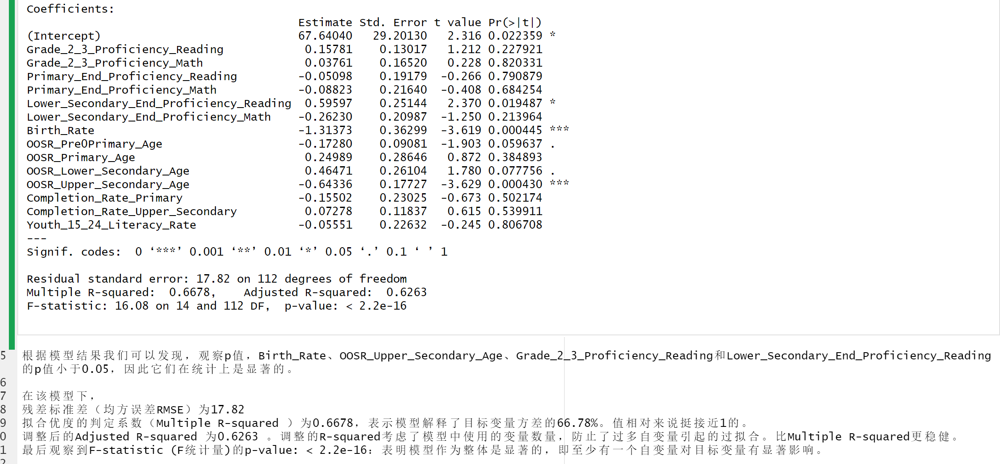 Coefficients:
Estimate Std. Error t value Pr(>|t|)
(Intercept) 67.64040 29.20130 2.316 0.022359 *
Grade_2_3_Proficiency_Reading 0.15781 0.13017 1.212 0.227921
Grade_2_3_Proficiency_Math 0.03761 0.16520 0.228 0.820331
Primary_End_Proficiency_Reading -0.05098 0.19179 -0.266 0.790879
Primary_End_Proficiency_Math -0.08823 0.21640 -0.408 0.684254
Lower_Secondary_End_Proficiency_Reading 0.59597 0.25144 2.370 0.019487 *
Lower_Secondary_End_Proficiency_Math -0.26230 0.20987 -1.250 0.213964
Birth_Rate -1.31373 0.36299 -3.619 0.000445 ***
OOSR_Pre0Primary_Age -0.17280 0.09081 -1.903 0.059637 .
OOSR_Primary_Age 0.24989 0.28646 0.872 0.384893
OOSR_Lower_Secondary_Age 0.46471 0.26104 1.780 0.077756 .
OOSR_Upper_Secondary_Age -0.64336 0.17727 -3.629 0.000430 ***
Completion_Rate_Primary -0.15502 0.23025 -0.673 0.502174
Completion_Rate_Upper_Secondary 0.07278 0.11837 0.615 0.539911
Youth_15_24_Literacy_Rate -0.05551 0.22632 -0.245 0.806708
---
Signif. codes: 0 ‘***’ 0.001 ‘**’ 0.01 ‘*’ 0.05 ‘.’ 0.1 ‘ ’ 1
Residual standard error: 17.82 on 112 degrees of freedom
Multiple R-squared: 0.6678, Adjusted R-squared: 0.6263
F-statistic: 16.08 on 14 and 112 DF, p-value: < 2.2e-16
5 根据模型结果我们可以发现，观察p值，Birth_Rate、OOSR_Upper_Secondary_Age、Grade_2_3_Proficiency_Reading和Lower_Secondary_End_Proficiency_Reading
的p值小于0.05，因此它们在统计上是显著的。
6
7 在该模型下，
8 残差标准差（均方误差RMSE）为17.82
9 拟合优度的判定系数（Multiple R-squared ）为0.6678，表示模型解释了目标变量方差的66.78%。值相对来说挺接近1的。
0 调整后的Adjusted R-squared 为0.6263 。调整的R-squared考虑了模型中使用的变量数量，防止了过多自变量引起的过拟合。比Multiple R-squared更稳健。
1 最后观察到F-statistic (F统计量)的p-value: < 2.2e-16：表明模型作为整体是显著的，即至少有一个自变量对目标变量有显著影响。
2